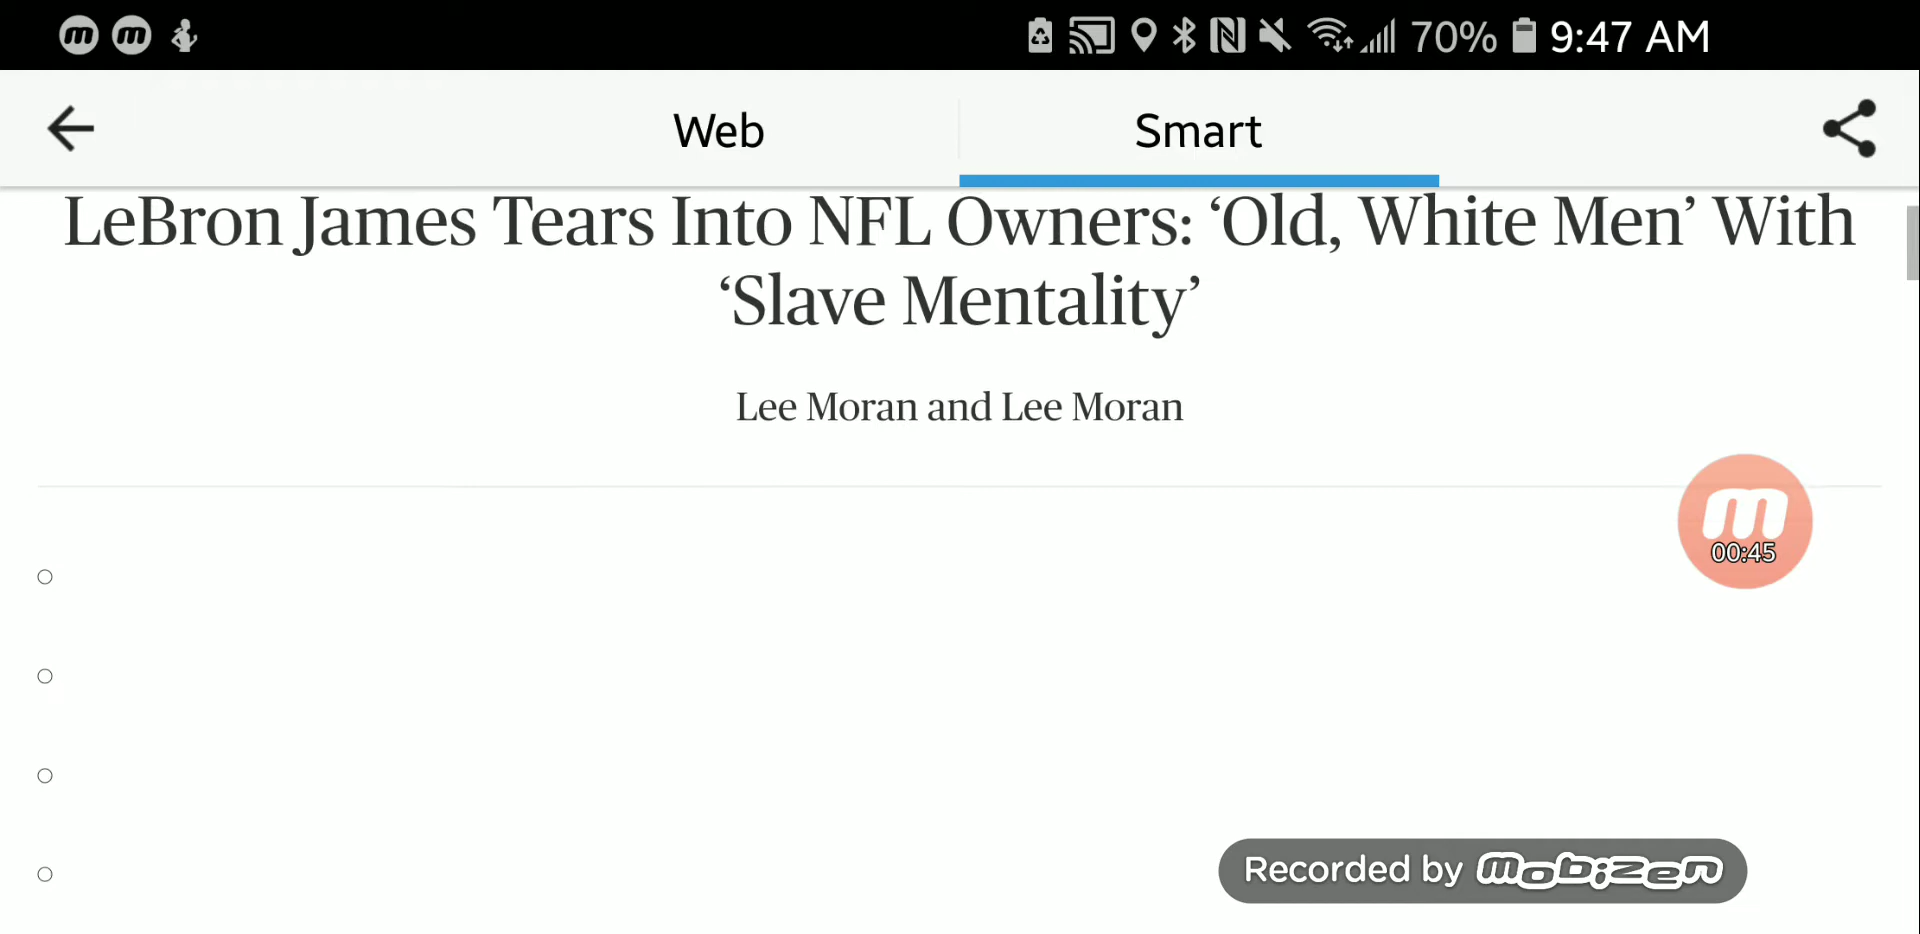 70% 9:47 AM
Web Smart
LeBron James Tears Into NFL Owners: ‘Old, White Men’ With
‘Slave Mentality’
Lee Moran and Lee Moran
m
00:45
Recorded by mobizen